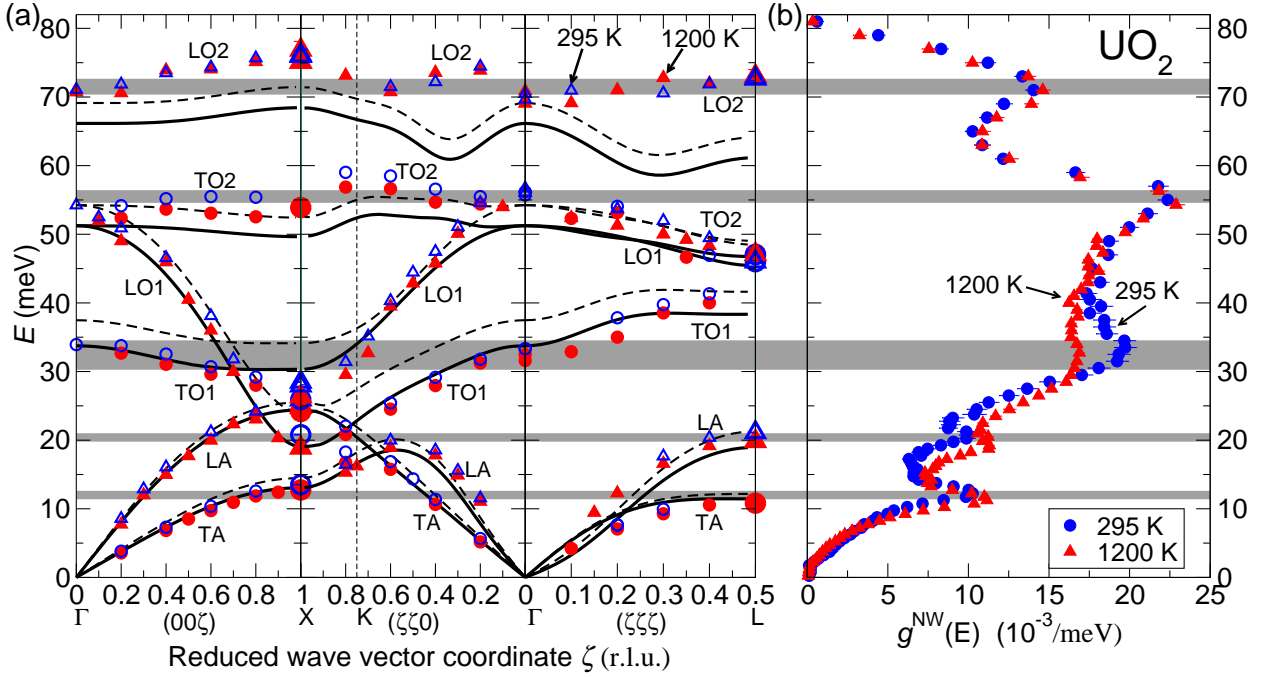 (a)
(b)
80
70
60
50
40
30
20
10
0
E (meV)
LO2
295 K
1200 K
LO2
TO2
TO2
TO2
LO1
LO1
LO1
TO1
TO1
TO1
LA
LA
LA
TA
TA
TA
0 0.2 0.4 0.6 0.8 1 0.8 0.6 0.4 0.2 0 0.1 0.2 0.3 0.4 0.5
Γ (00ζ) X K (ζζ0) Γ (ζζζ) L
Reduced wave vector coordinate ζ (r.l.u.)
UO2
1200 K
295 K
295 K
1200 K
80
70
60
50
40
30
20
10
0
0 5 10 15 20 25
g^NW(E) (10^-3/meV)